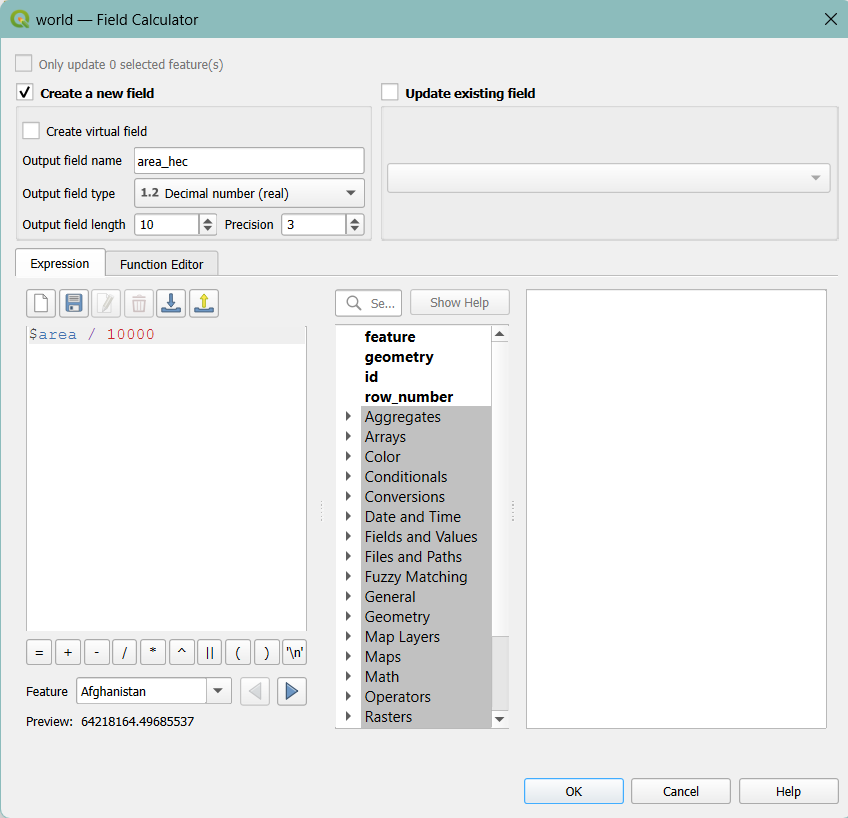 world — Field Calculator
Only update 0 selected feature(s)
Create a new field
Update existing field
Create virtual field
Output field name area_hec
Output field type 1.2 Decimal number (real)
Output field length 10 Precision 3
Expression Function Editor
Se... Show Help
$area / 10000
feature
geometry
id
row_number
Aggregates
Arrays
Color
Conditionals
Conversions
Date and Time
Fields and Values
Files and Paths
Fuzzy Matching
General
Geometry
Map Layers
Maps
Math
Operators
Rasters
= + - / * ^ || ( ) '\n'
Feature Afghanistan
Preview: 64218164.49685537
OK Cancel Help